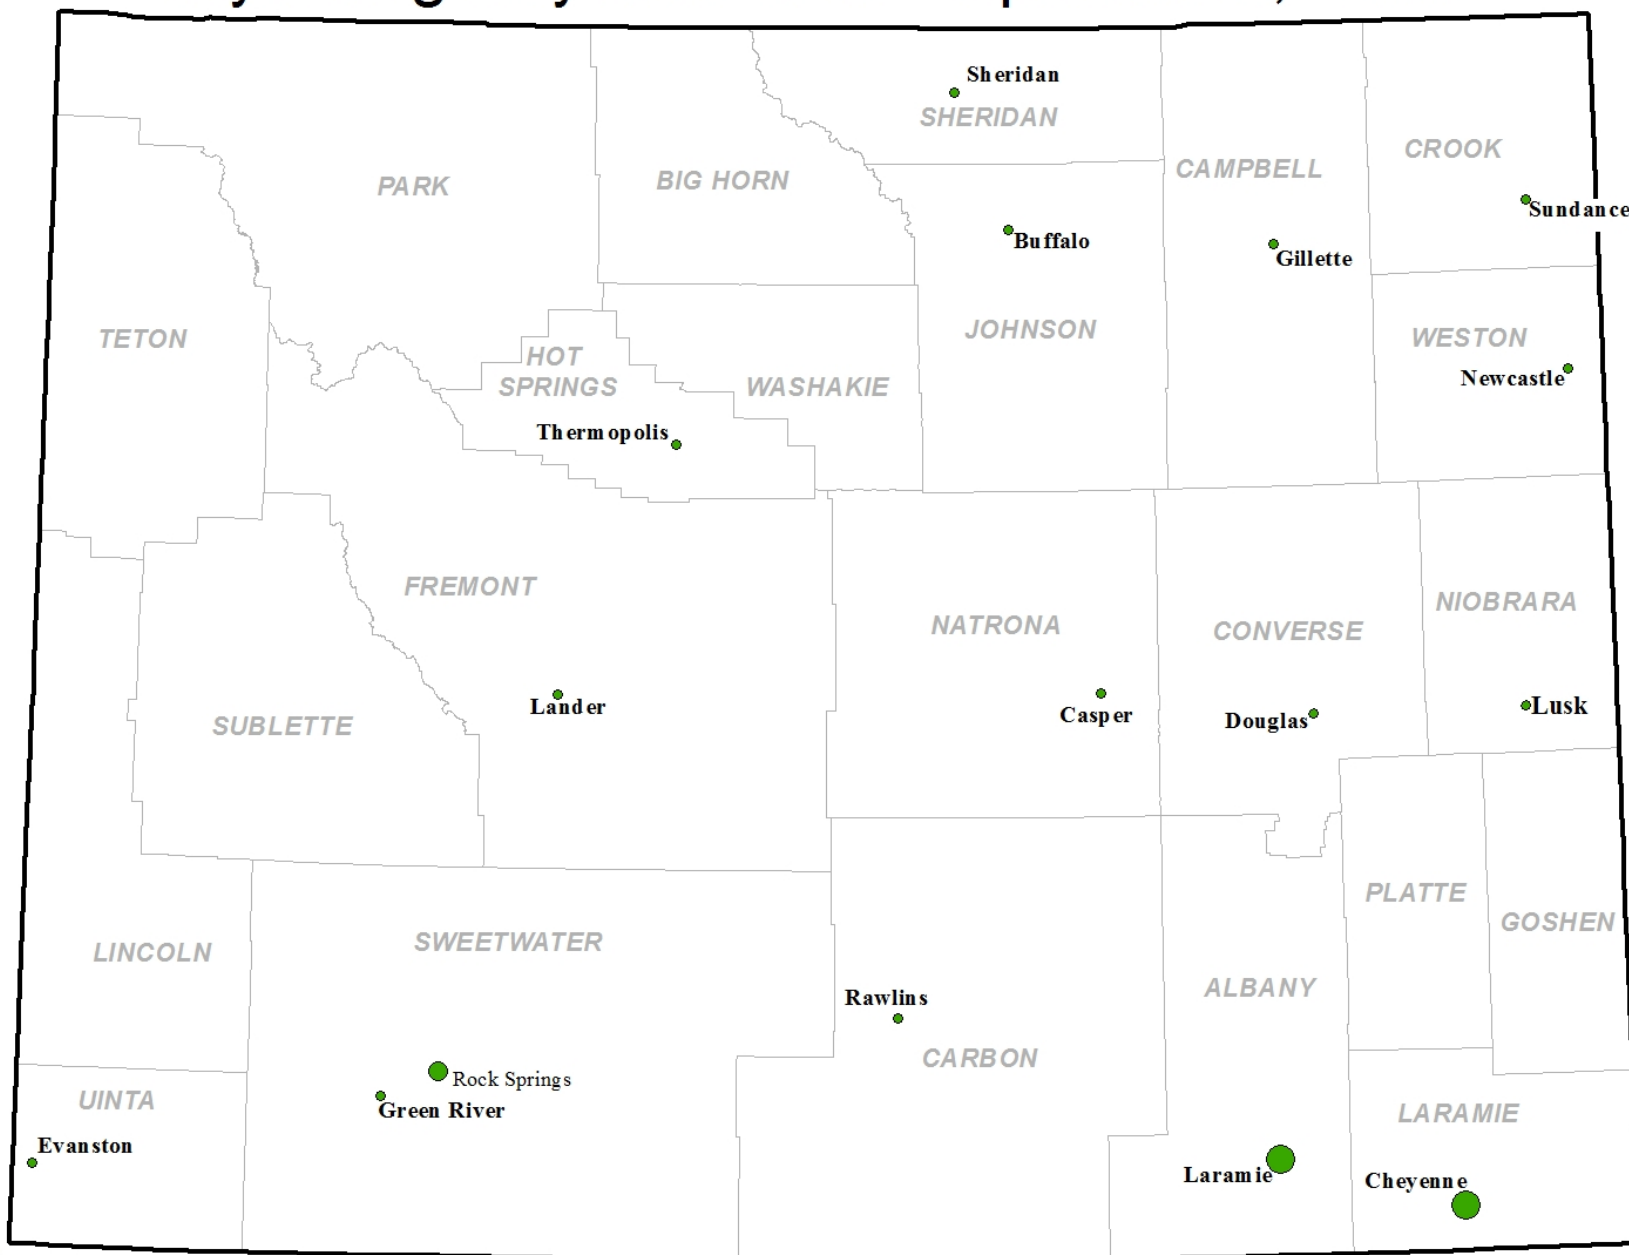 Sheridan
SHERIDAN
CROOK
CAMPBELL
PARK
BIG HORN
Sundance
Buffalo
Gillette
TETON
JOHNSON
WESTON
HOT
SPRINGS
WASHAKIE
Newcastle
Thermopolis
FREMONT
NIOBRARA
NATRONA
CONVERSE
Lander
Casper
Douglas
Lusk
SUBLETTE
PLATTE
GOSHEN
SWEETWATER
LINCOLN
ALBANY
Rawlins
CARBON
Rock Springs
UINTA
Green River
LARAMIE
Evanston
Laramie
Cheyenne